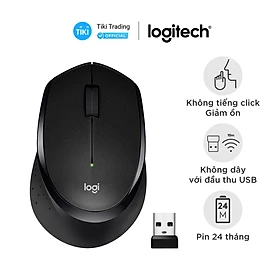 TIKI
Tiki Trading
OFFICIAL
logitech
Không tiếng click
Giảm ồn
10m
Không dây
với đầu thu USB
24
M
Pin 24 tháng
logi